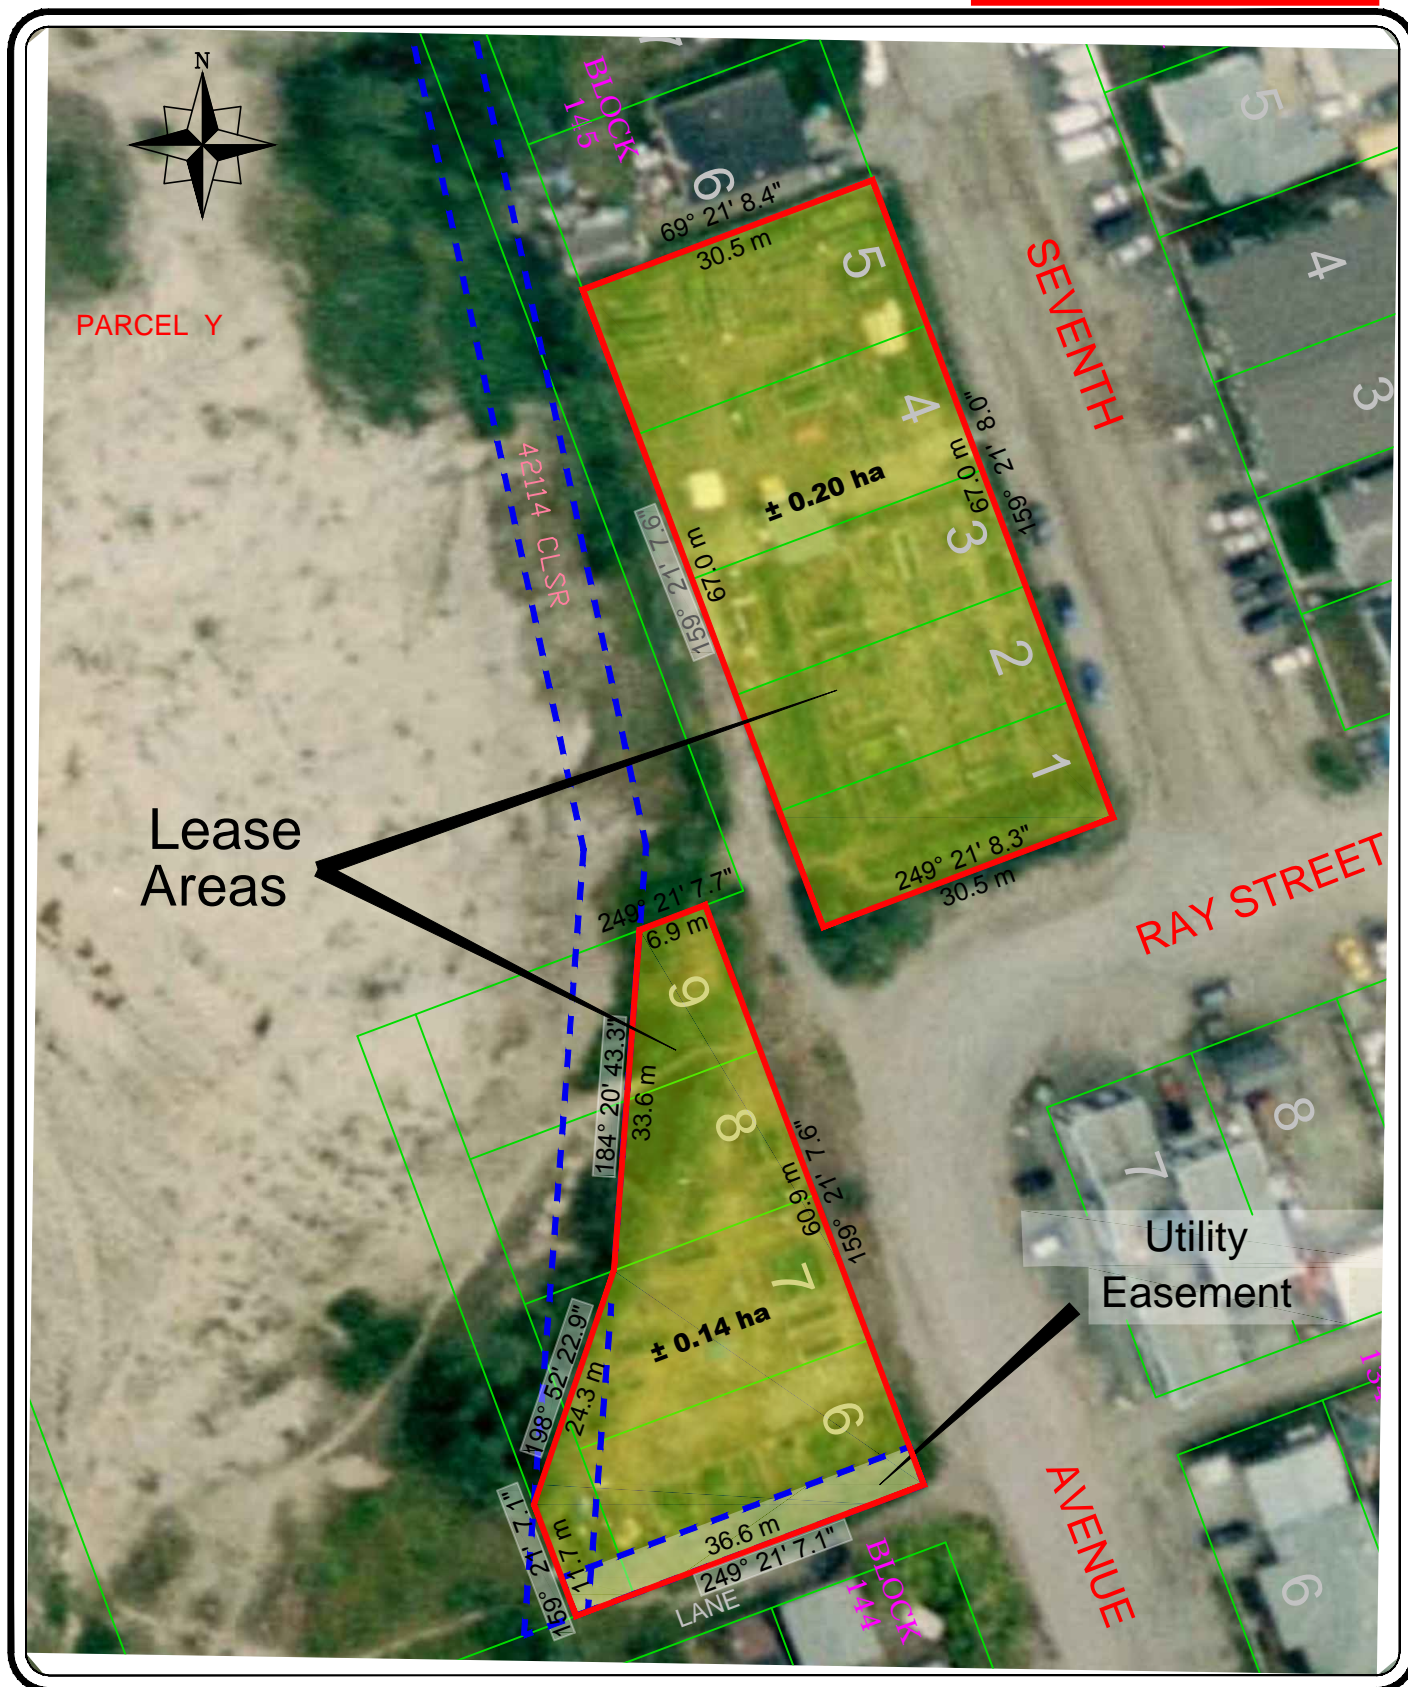 N
BLOCK
145
5
6
69° 21' 8.4"
30.5 m
5
SEVENTH
4
PARCEL Y
3
4
67.0 m
159° 21' 8.0"
42114 CLSR
± 0.20 ha
3
159° 21' 7.6"
67.0 m
2
1
Lease
Areas
249° 21' 8.3"
30.5 m
RAY STREET
249° 21' 7.7"
6.9 m
9
184° 20' 43.3"
33.6 m
8
8
7
60.9 m
159° 21' 7.6"
Utility
Easement
7
± 0.14 ha
198° 52' 22.9"
24.3 m
6
AVENUE
159° 21' 7.1"
11.7 m
36.6 m
249° 21' 7.1"
LANE
BLOCK
144
6